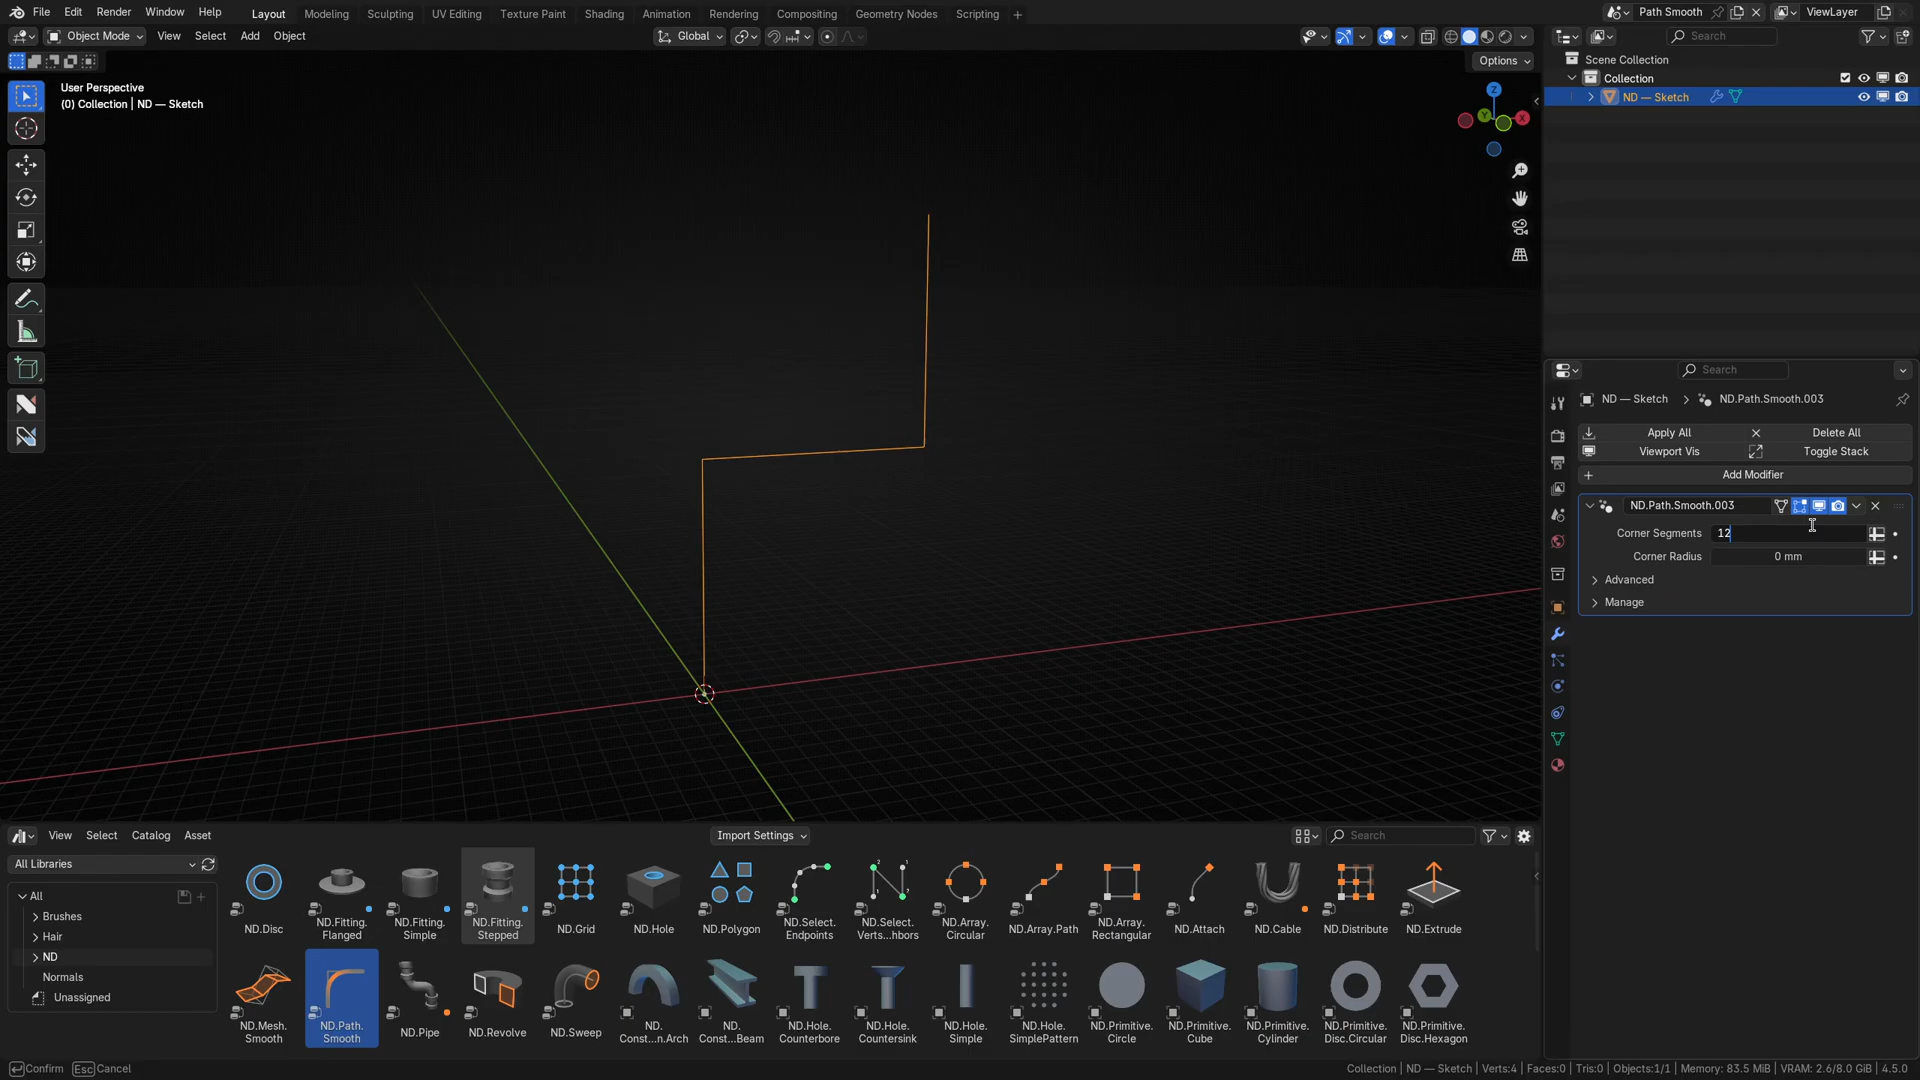 File Edit Render Window Help Layout Modeling Sculpting UV Editing Texture Paint Shading Animation Rendering Compositing Geometry Nodes Scripting Path Smooth ViewLayer
Object Mode View Select Add Object Global Search
Options
User Perspective
(0) Collection | ND — Sketch
Z
Y
X
Scene Collection
Collection
ND — Sketch
Search
ND — Sketch ND.Path.Smooth.003
Apply All Delete All
Viewport Vis Toggle Stack
Add Modifier
ND.Path.Smooth.003
Corner Segments 12
Corner Radius 0 mm
Advanced
Manage
View Select Catalog Asset Import Settings Search
All Libraries
All
Brushes
Hair
ND
Normals
Unassigned
ND.Disc
ND.Fitting.
Flanged
ND.Fitting.
Simple
ND.Fitting.
Stepped
ND.Grid
ND.Hole
ND.Polygon
ND.Select.
Endpoints
ND.Select.
Verts...hbors
ND.Array.
Circular
ND.Array.Path
ND.Array.
Rectangular
ND.Attach
ND.Cable
ND.Distribute
ND.Extrude
ND.Mesh.
Smooth
ND.Path.
Smooth
ND.Pipe
ND.Revolve
ND.Sweep
ND.
Const...n.Arch
ND.
Const...Beam
ND.Hole.
Counterbore
ND.Hole.
Countersink
ND.Hole.
Simple
ND.Hole.
SimplePattern
ND.Primitive.
Circle
ND.Primitive.
Cube
ND.Primitive.
Cylinder
ND.Primitive.
Disc.Circular
ND.Primitive.
Disc.Hexagon
Confirm Esc Cancel
Collection | ND — Sketch | Verts:4 | Faces:0 | Tris:0 | Objects:1/1 | Memory: 83.5 MiB | VRAM: 2.6/8.0 GiB | 4.5.0